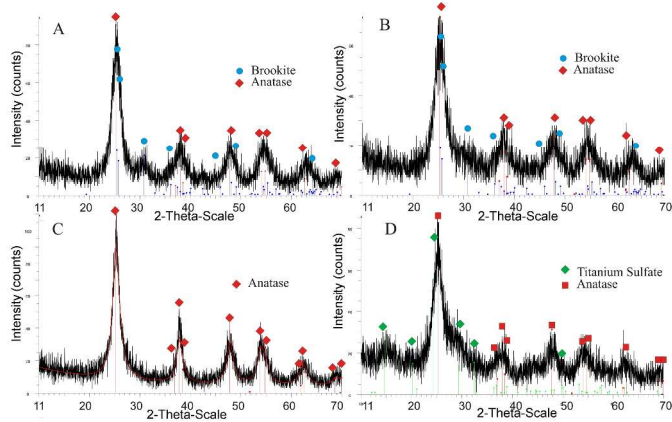 A
Brookite
Anatase
Intensity (counts)
11 20 30 40 50 60 70
2-Theta-Scale
B
Brookite
Anatase
Intensity (counts)
11 20 30 40 50 60 70
2-Theta-Scale
C
Anatase
Intensity (counts)
11 20 30 40 50 60 70
2-Theta-Scale
D
Titanium Sulfate
Anatase
Intensity (counts)
11 20 30 40 50 60 70
2-Theta-Scale